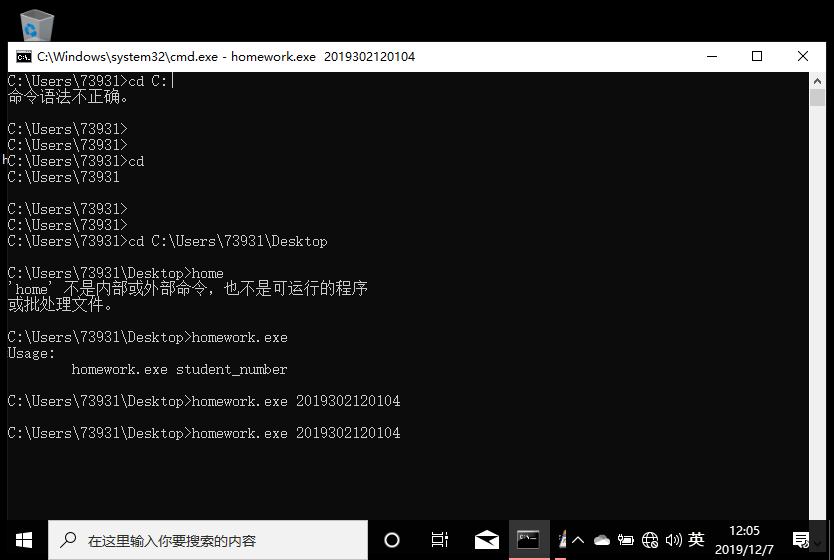 C:\Windows\system32\cmd.exe - homework.exe  2019302120104
C:\Users\73931>cd C:|
命令语法不正确。
C:\Users\73931>
C:\Users\73931>
C:\Users\73931>cd
C:\Users\73931
C:\Users\73931>
C:\Users\73931>
C:\Users\73931>cd C:\Users\73931\Desktop
C:\Users\73931\Desktop>home
'home' 不是内部或外部命令，也不是可运行的程序
或批处理文件。
C:\Users\73931\Desktop>homework.exe
Usage:
        homework.exe student_number
C:\Users\73931\Desktop>homework.exe 2019302120104
C:\Users\73931\Desktop>homework.exe 2019302120104
在这里输入你要搜索的内容
英
12:05
2019/12/7